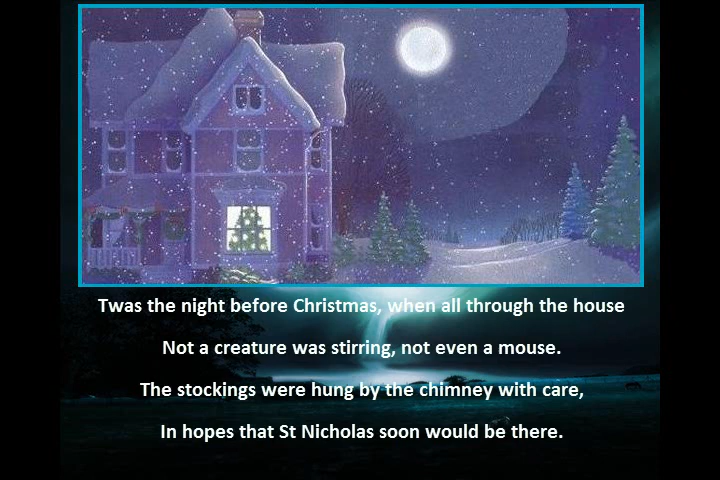 Twas the night before Christmas, when all through the house
Not a creature was stirring, not even a mouse.
The stockings were hung by the chimney with care,
In hopes that St Nicholas soon would be there.